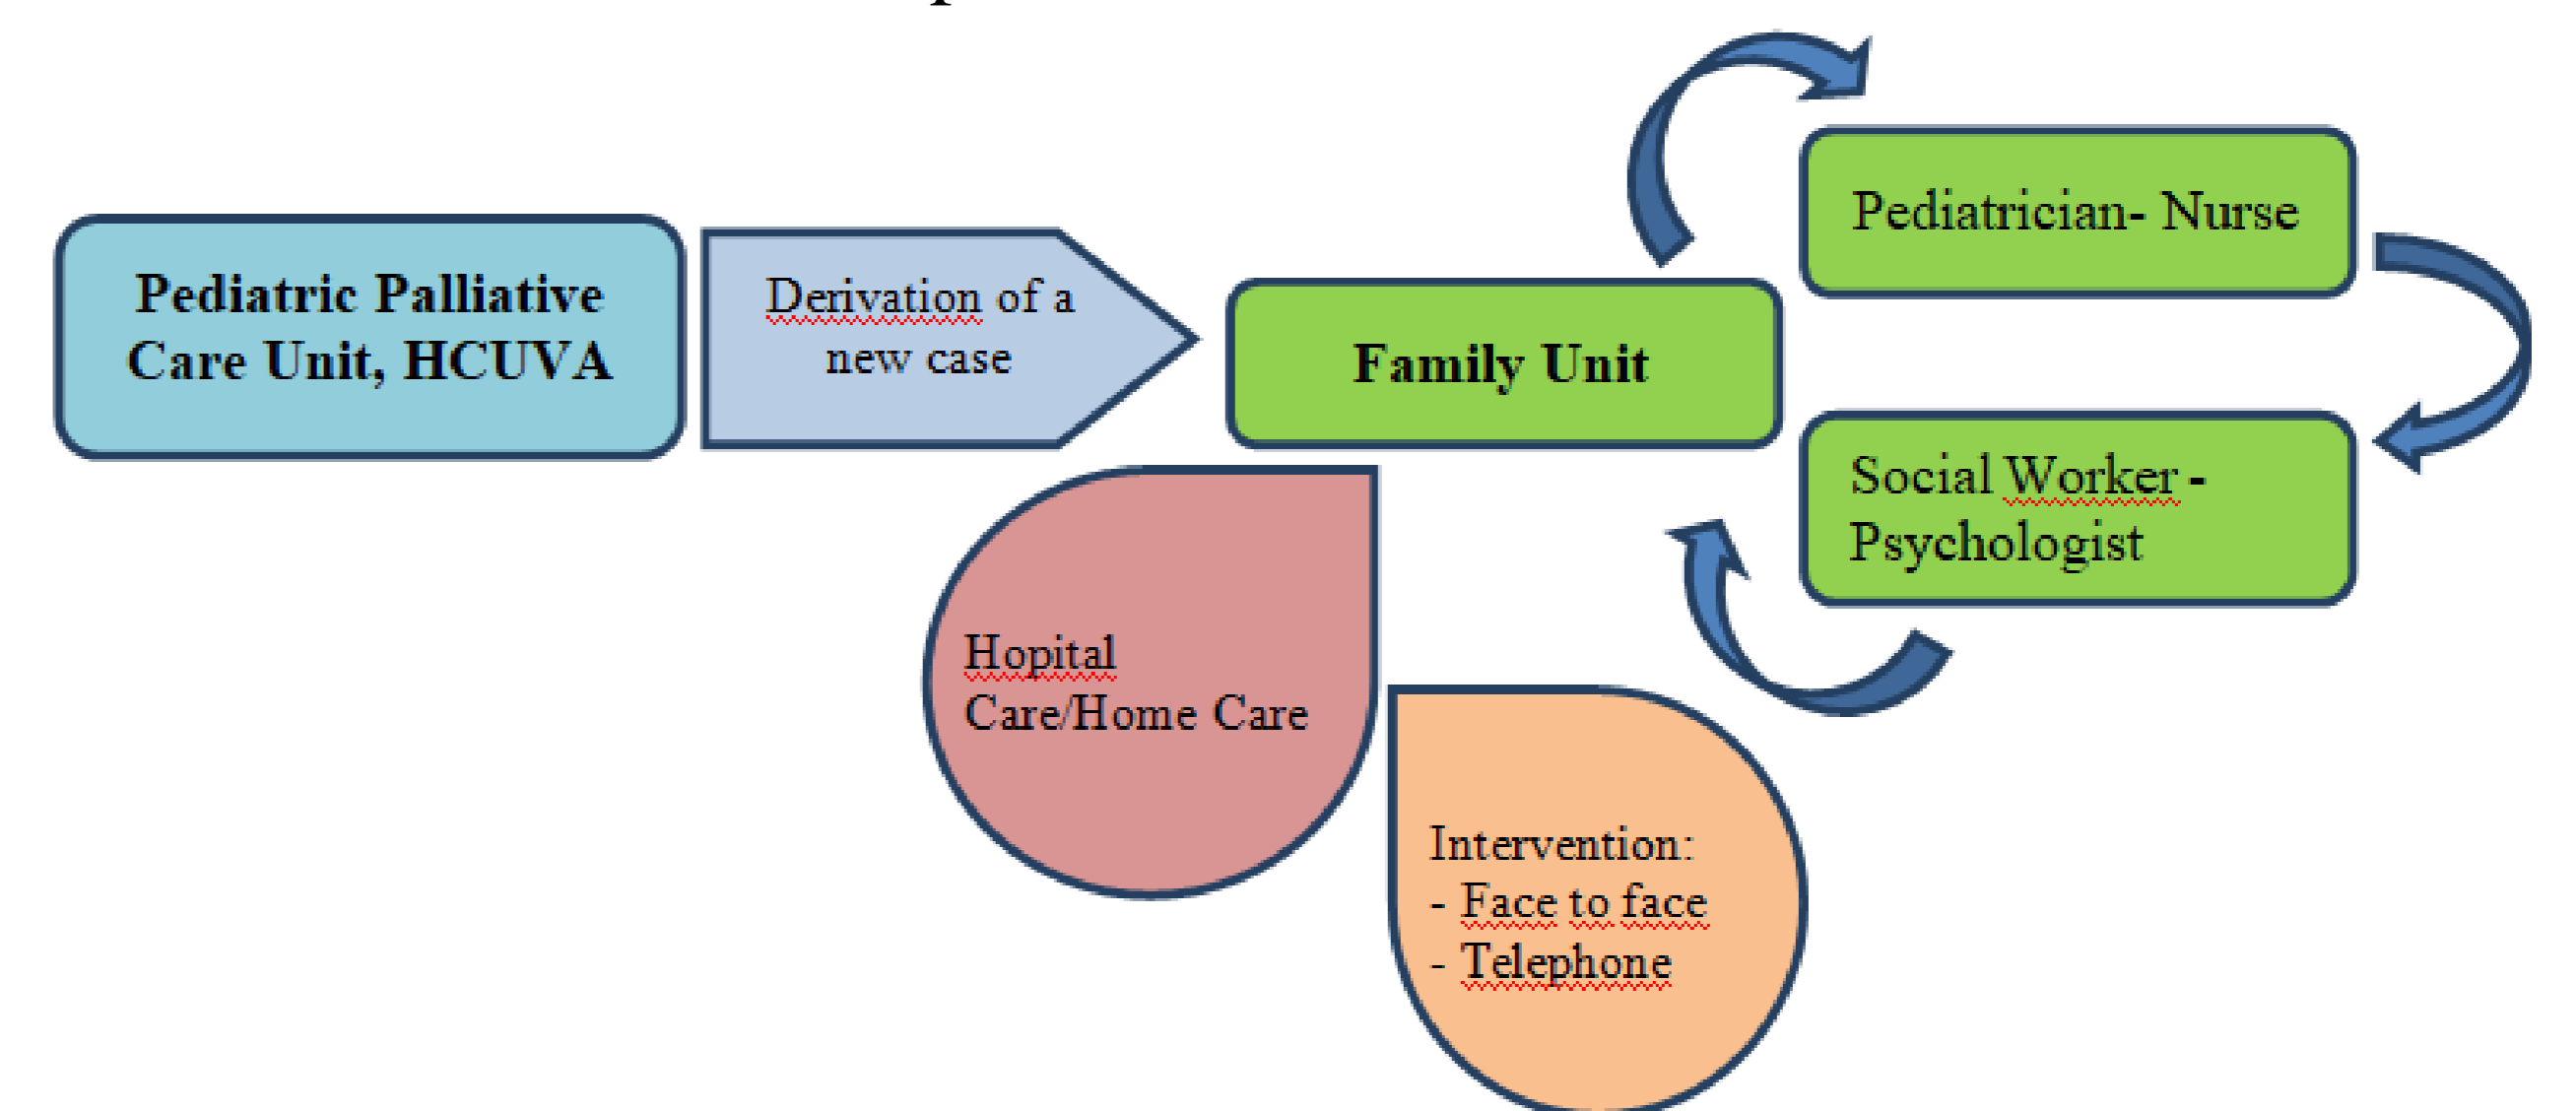 Pediatric Palliative
Care Unit, HCUVA
Derivation of a
new case
Family Unit
Pediatrician- Nurse
Social Worker -
Psychologist
Hopital
Care/Home Care
Intervention:
- Face to face
- Telephone